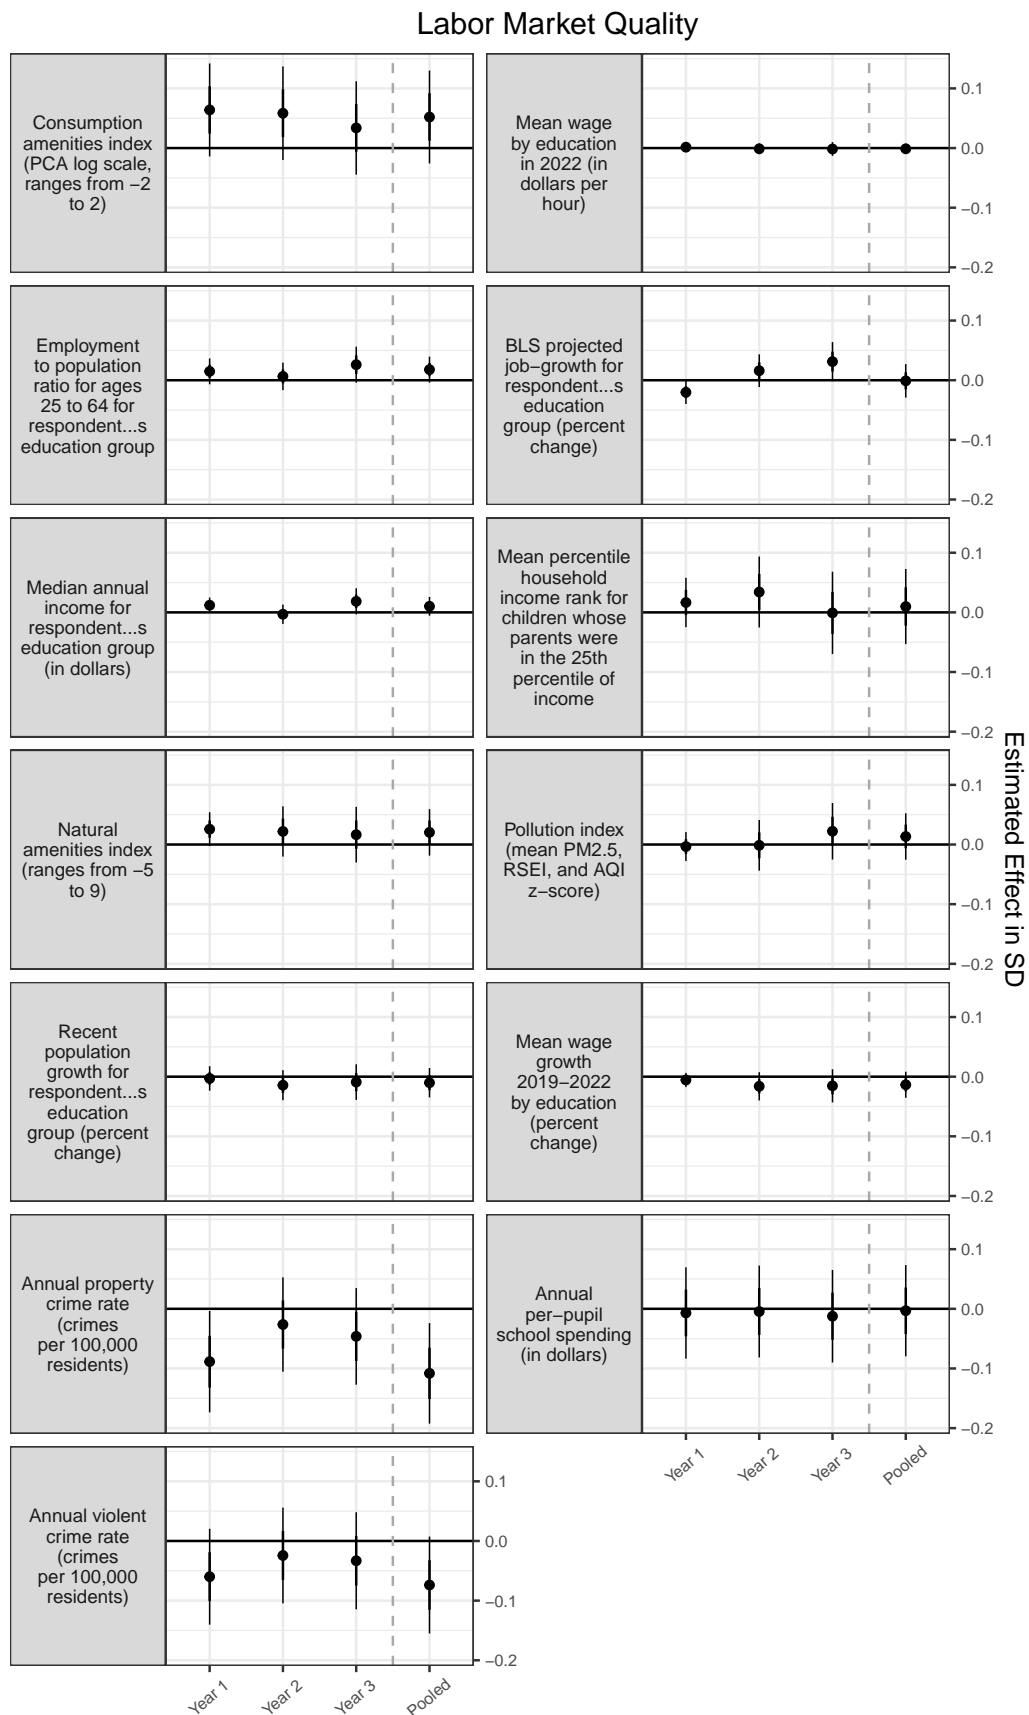 Labor Market Quality
Consumption
amenities index
(PCA log scale,
ranges from −2
to 2)
Mean wage
by education
in 2022 (in
dollars per
hour)
0.1
0.0
−0.1
−0.2
Employment
to population
ratio for ages
25 to 64 for
respondent...s
education group
BLS projected
job−growth for
respondent...s
education
group (percent
change)
0.1
0.0
−0.1
−0.2
Median annual
income for
respondent...s
education group
(in dollars)
Mean percentile
household
income rank for
children whose
parents were
in the 25th
percentile of
income
0.1
0.0
−0.1
−0.2
Estimated Effect in SD
Natural
amenities index
(ranges from −5
to 9)
Pollution index
(mean PM2.5,
RSEI, and AQI
z−score)
0.1
0.0
−0.1
−0.2
Recent
population
growth for
respondent...s
education
group (percent
change)
Mean wage
growth
2019−2022
by education
(percent
change)
0.1
0.0
−0.1
−0.2
Annual property
crime rate
(crimes
per 100,000
residents)
Annual
per−pupil
school spending
(in dollars)
0.1
0.0
−0.1
−0.2
Year 1
Year 2
Year 3
Pooled
Annual violent
crime rate
(crimes
per 100,000
residents)
0.1
0.0
−0.1
−0.2
Year 1
Year 2
Year 3
Pooled